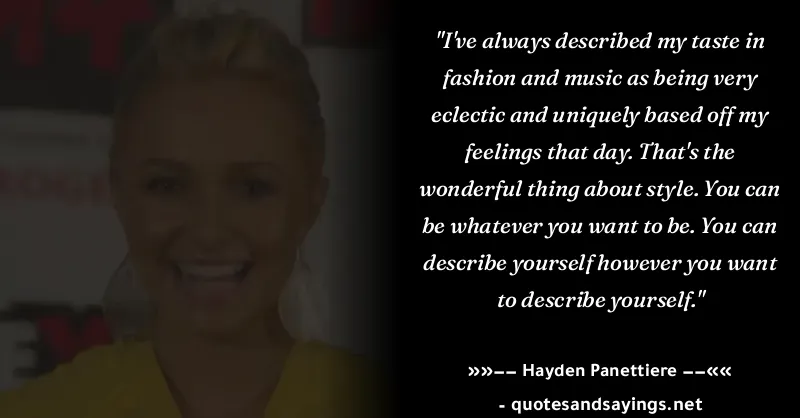 "I've always described my taste in
fashion and music as being very
eclectic and uniquely based off my
feelings that day. That's the
wonderful thing about style. You can
be whatever you want to be. You can
describe yourself however you want
to describe yourself."
»»−− Hayden Panettiere −−««
- quotesandsayings.net